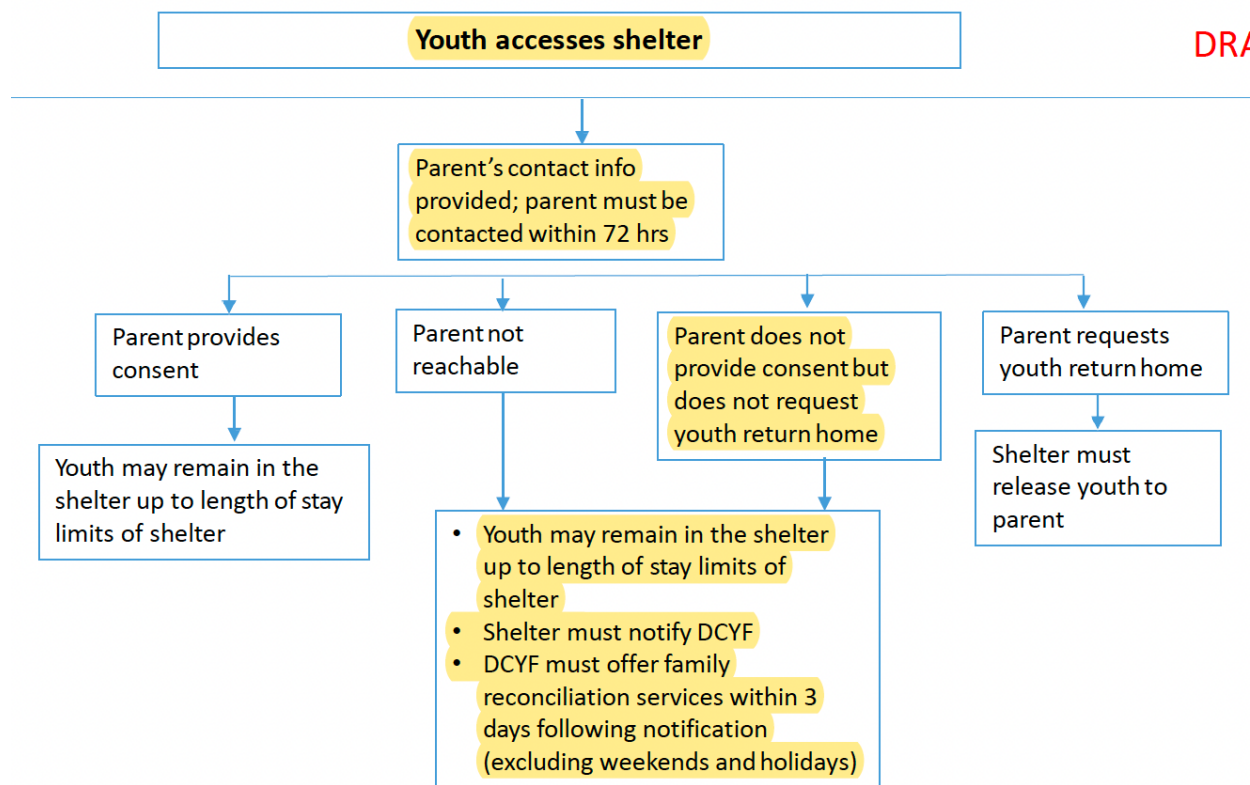 Youth accesses shelter
DRA
Parent's contact info
provided; parent must be
contacted within 72 hrs
Parent provides
consent
Parent not
reachable
Parent does not
provide consent but
does not request
youth return home
Parent requests
youth return home
Youth may remain in the
shelter up to length of stay
limits of shelter
• Youth may remain in the shelter
up to length of stay limits of
shelter
• Shelter must notify DCYF
• DCYF must offer family
reconciliation services within 3
days following notification
(excluding weekends and holidays)
Shelter must
release youth to
parent